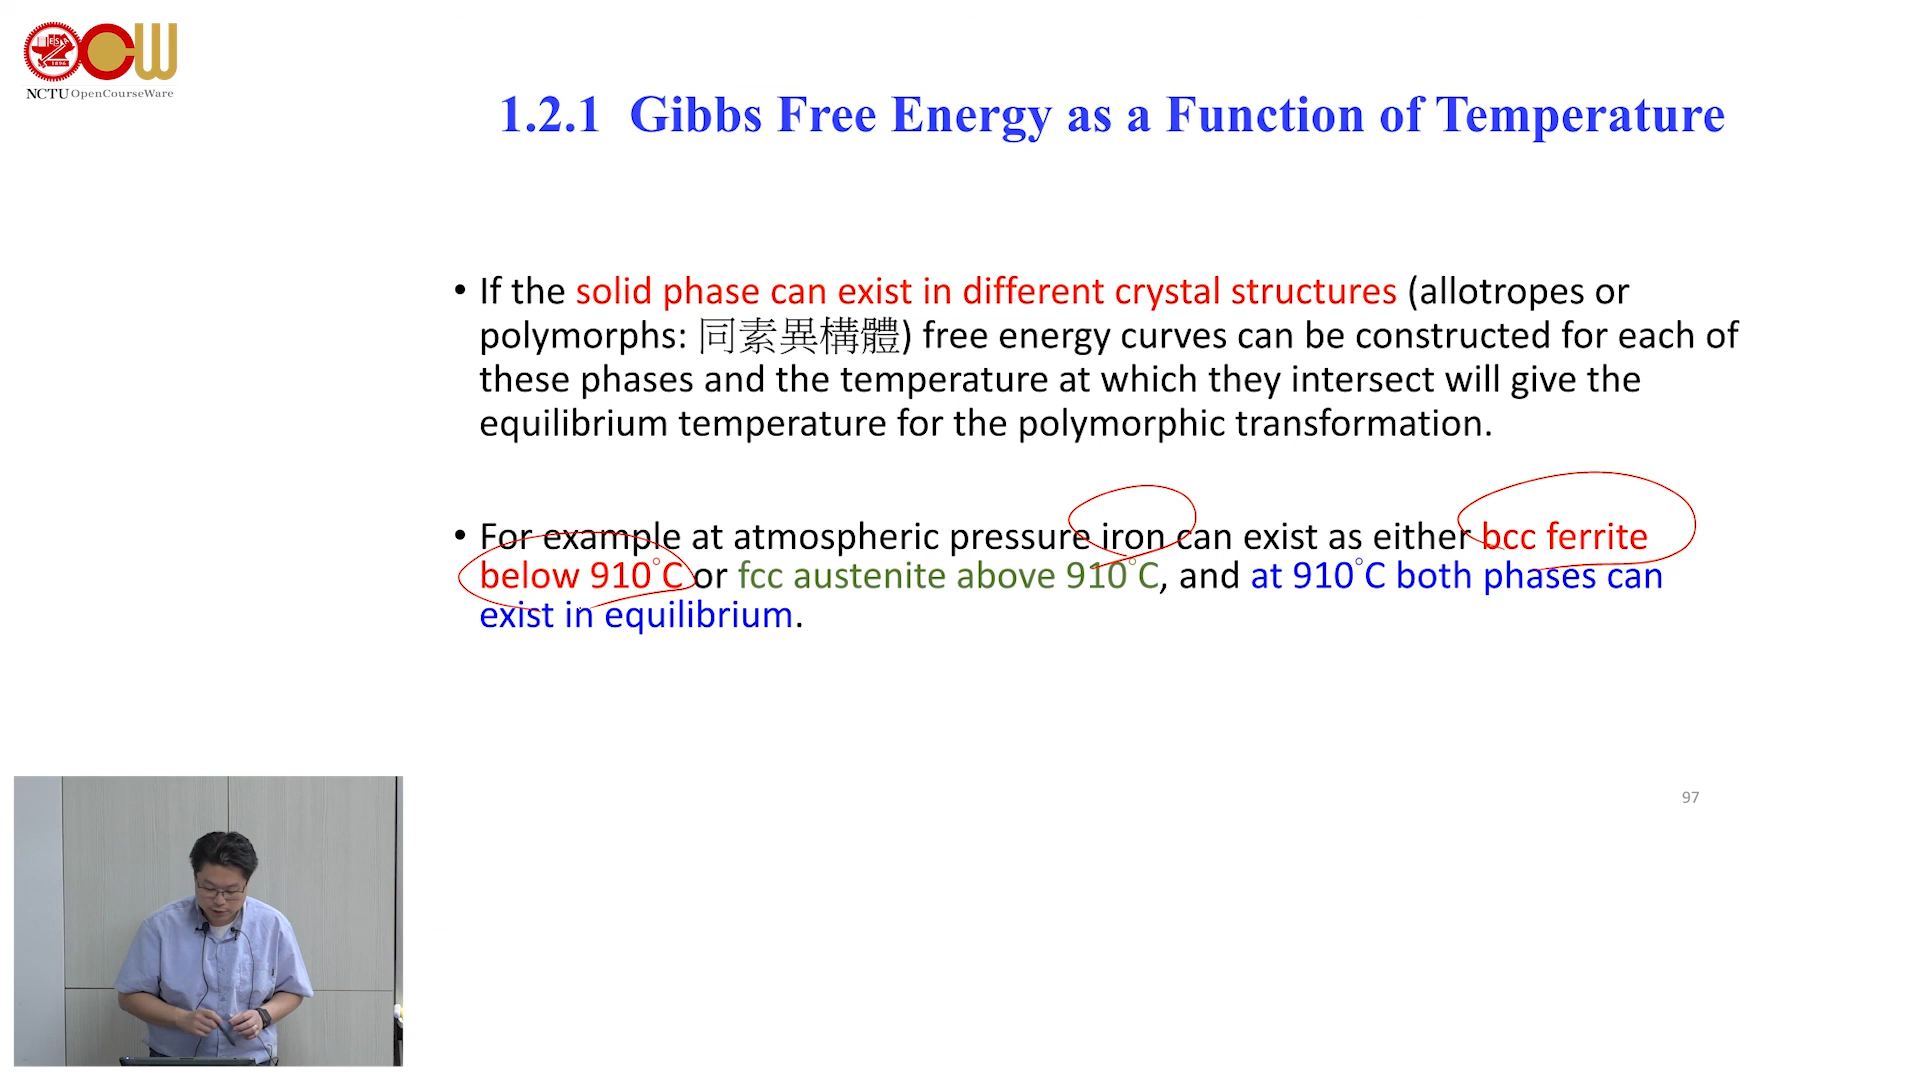 NCTU OpenCourseWare
1.2.1 Gibbs Free Energy as a Function of Temperature
• If the solid phase can exist in different crystal structures (allotropes or
polymorphs: 同素異構體) free energy curves can be constructed for each of
these phases and the temperature at which they intersect will give the
equilibrium temperature for the polymorphic transformation.
• For example at atmospheric pressure iron can exist as either bcc ferrite
below 910°C or fcc austenite above 910°C, and at 910°C both phases can
exist in equilibrium.
97